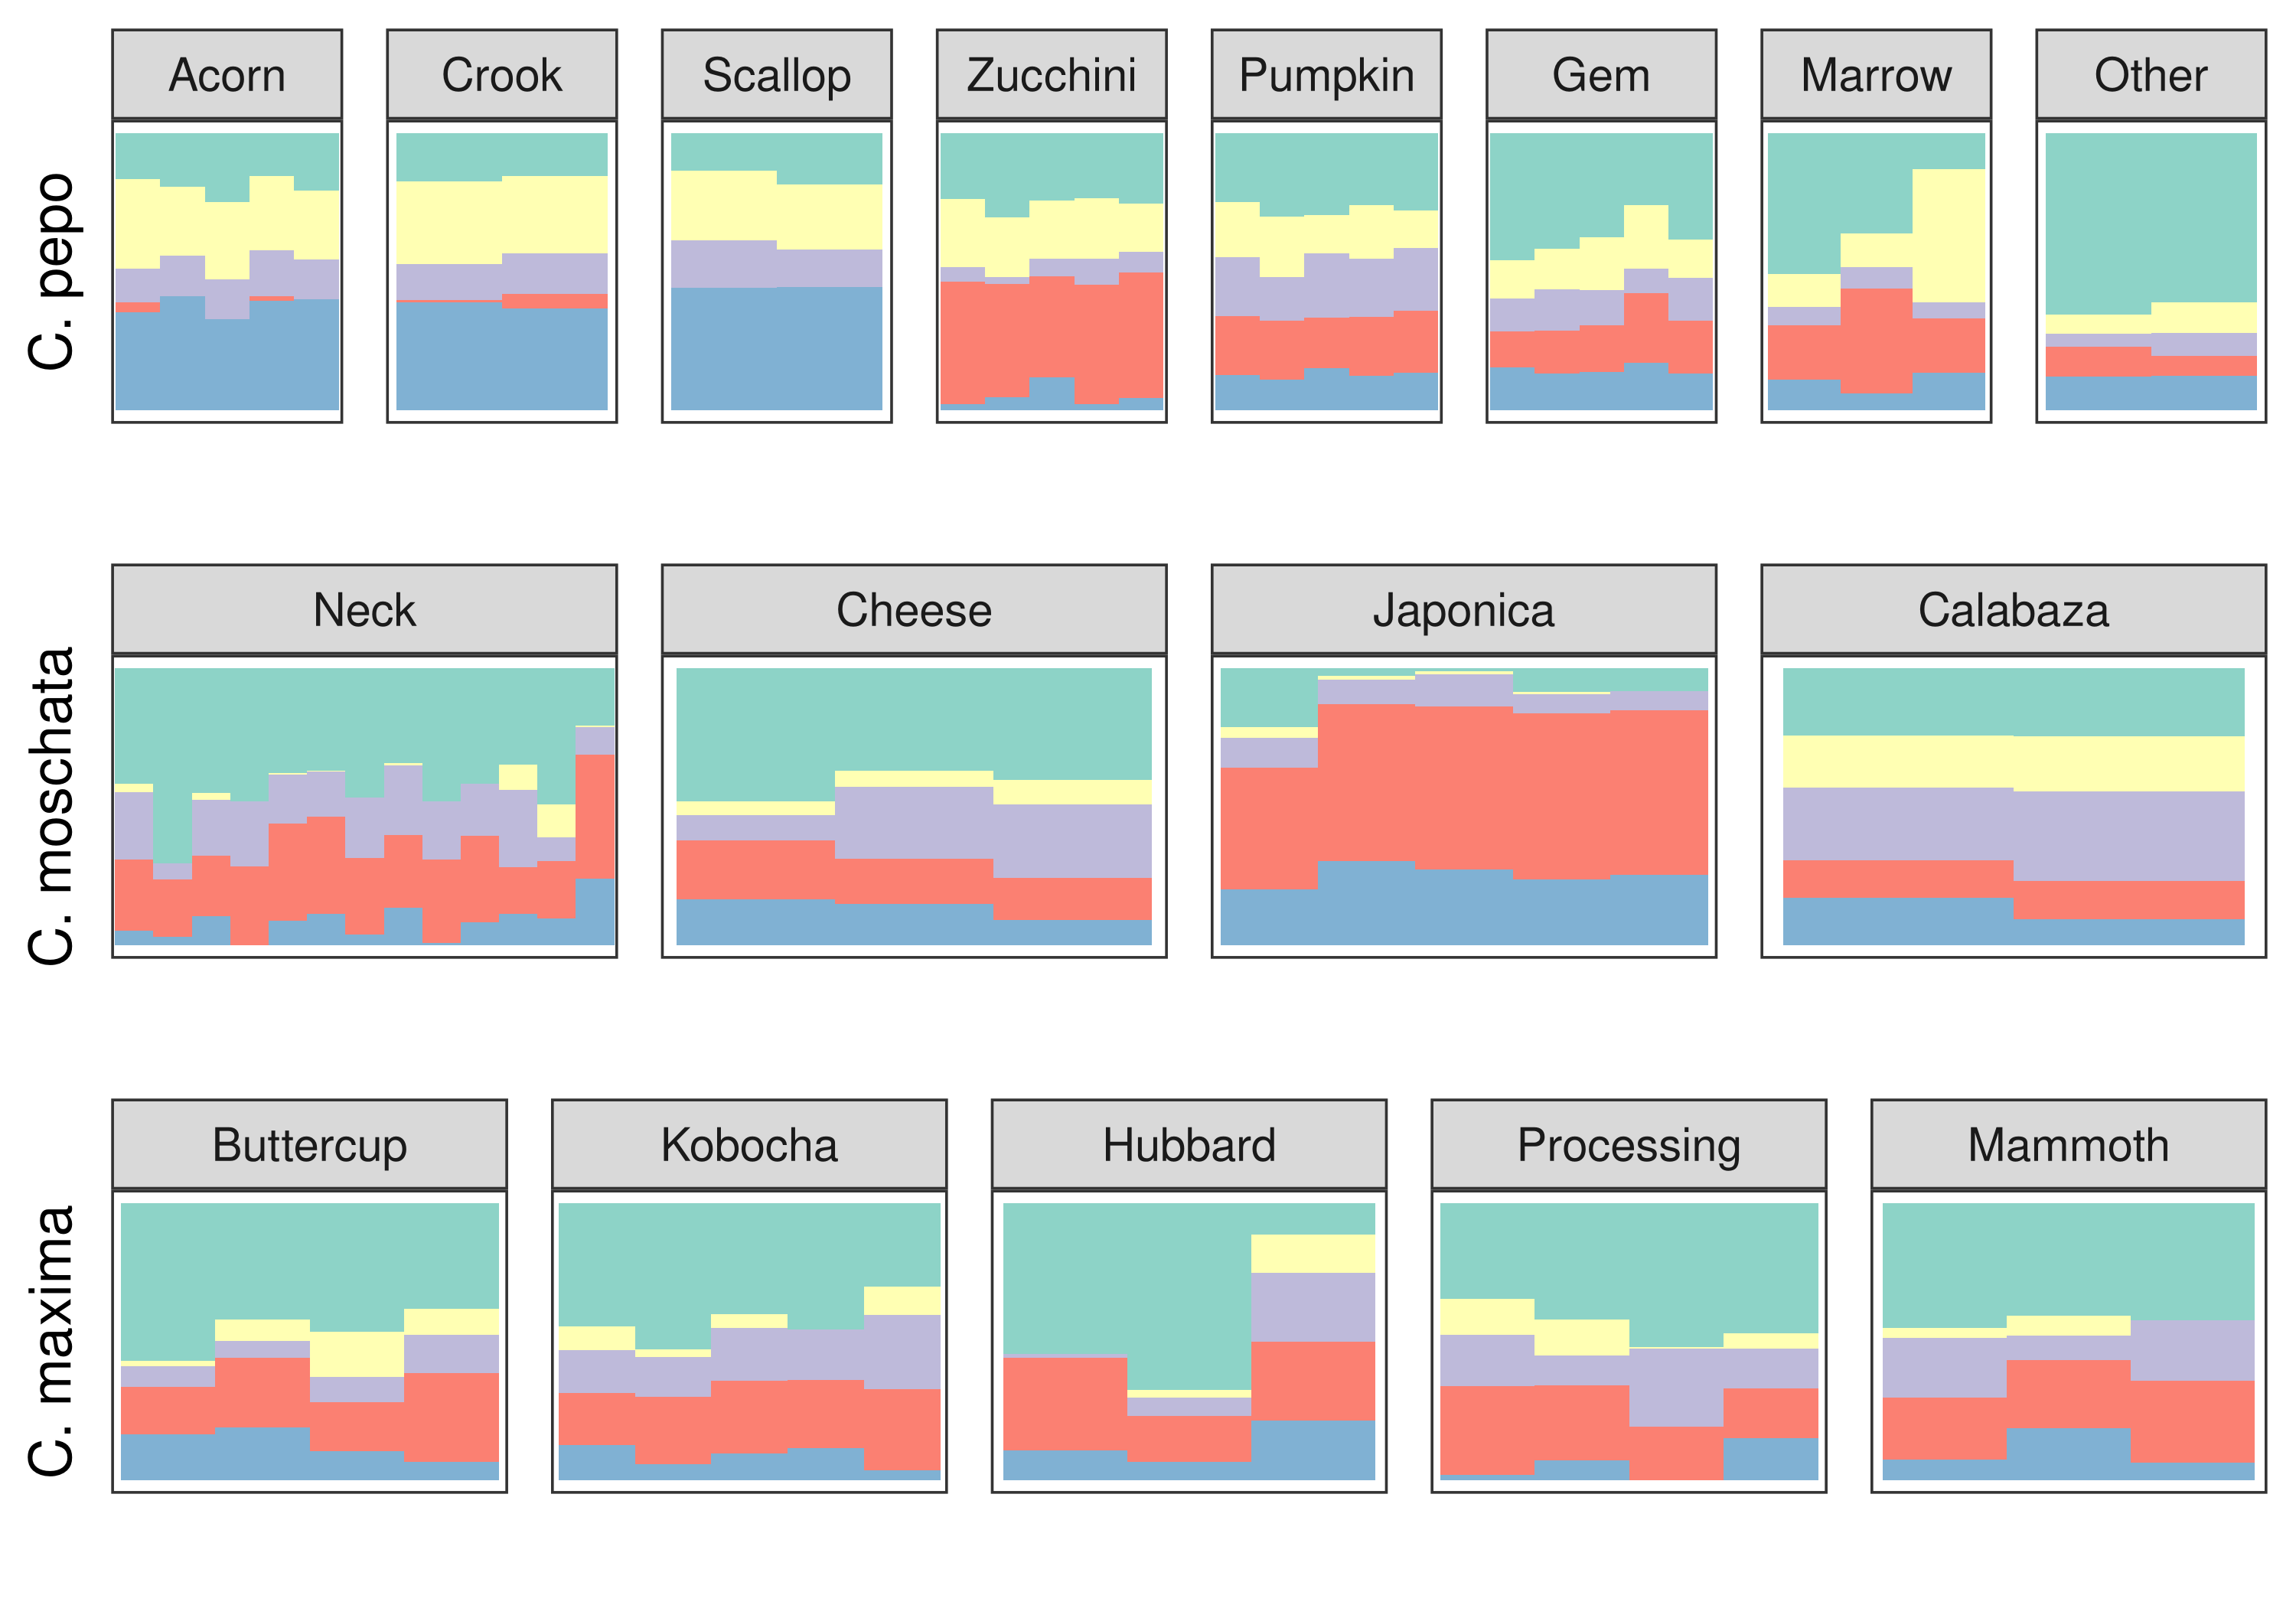 C. pepo
Acorn
Crook
Scallop
Zucchini
Pumpkin
Gem
Marrow
Other
C. moschata
Neck
Cheese
Japonica
Calabaza
C. maxima
Buttercup
Kobocha
Hubbard
Processing
Mammoth